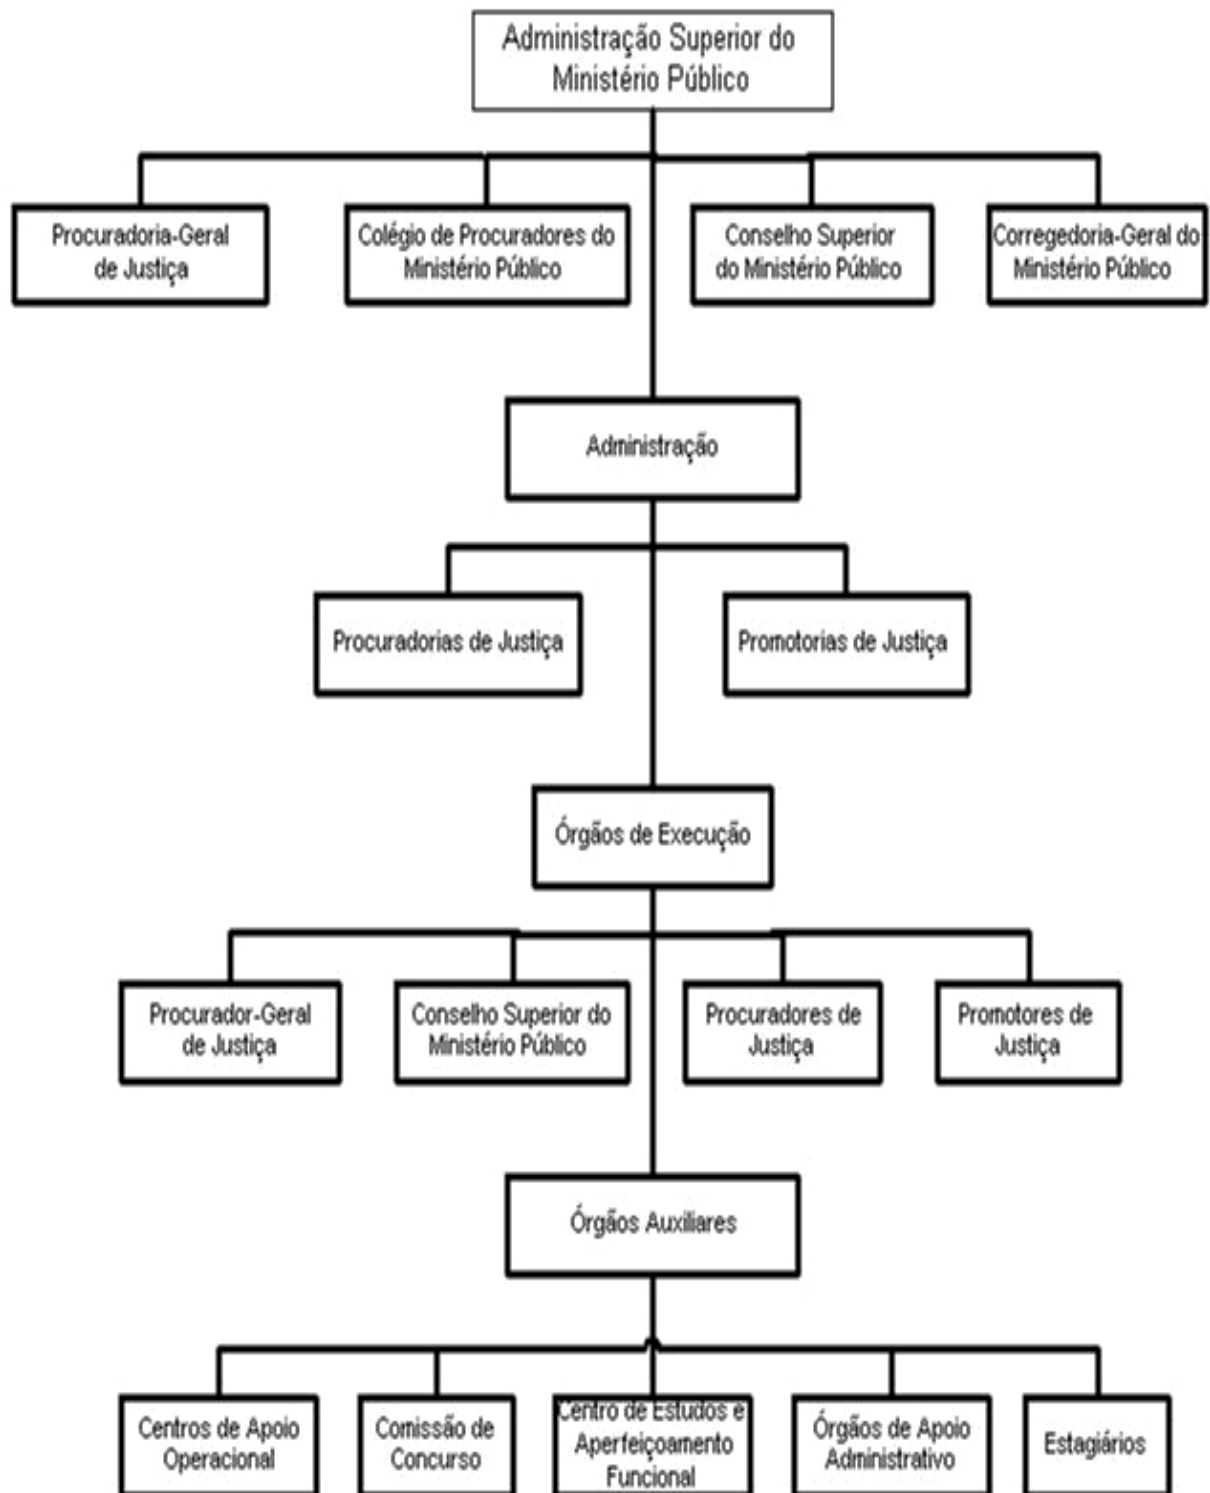 Administração Superior do
Ministério Público
Procuradoria-Geral
de Justiça
Colégio de Procuradores do
Ministério Público
Conselho Superior
do Ministério Público
Corregedoria-Geral do
Ministério Público
Administração
Procuradorias de Justiça
Promotorias de Justiça
Órgãos de Execução
Procurador-Geral
de Justiça
Conselho Superior do
Ministério Público
Procuradores de
Justiça
Promotores de
Justiça
Órgãos Auxiliares
Centros de Apoio
Operacional
Comissão de
Concurso
Centro de Estudos e
Aperfeiçoamento
Funcional
Órgãos de Apoio
Administrativo
Estagiários